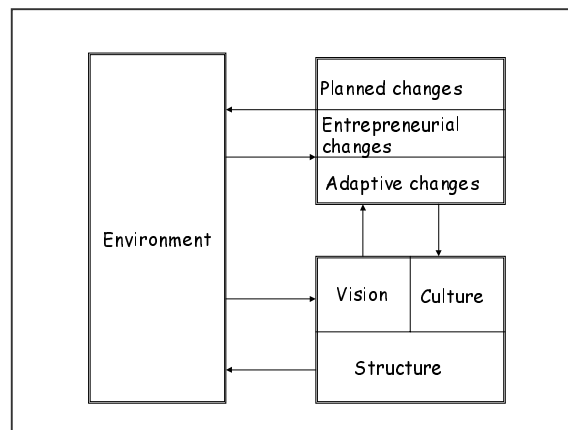 Environment
Planned changes
Entrepreneurial
changes
Adaptive changes
Vision
Culture
Structure